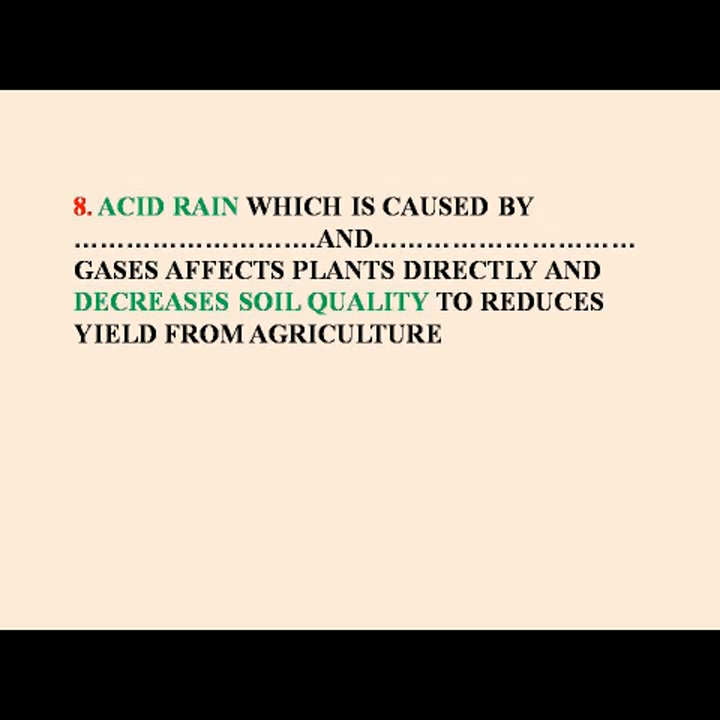 8. ACID RAIN WHICH IS CAUSED BY
............................AND..............................
GASES AFFECTS PLANTS DIRECTLY AND
DECREASES SOIL QUALITY TO REDUCES
YIELD FROM AGRICULTURE